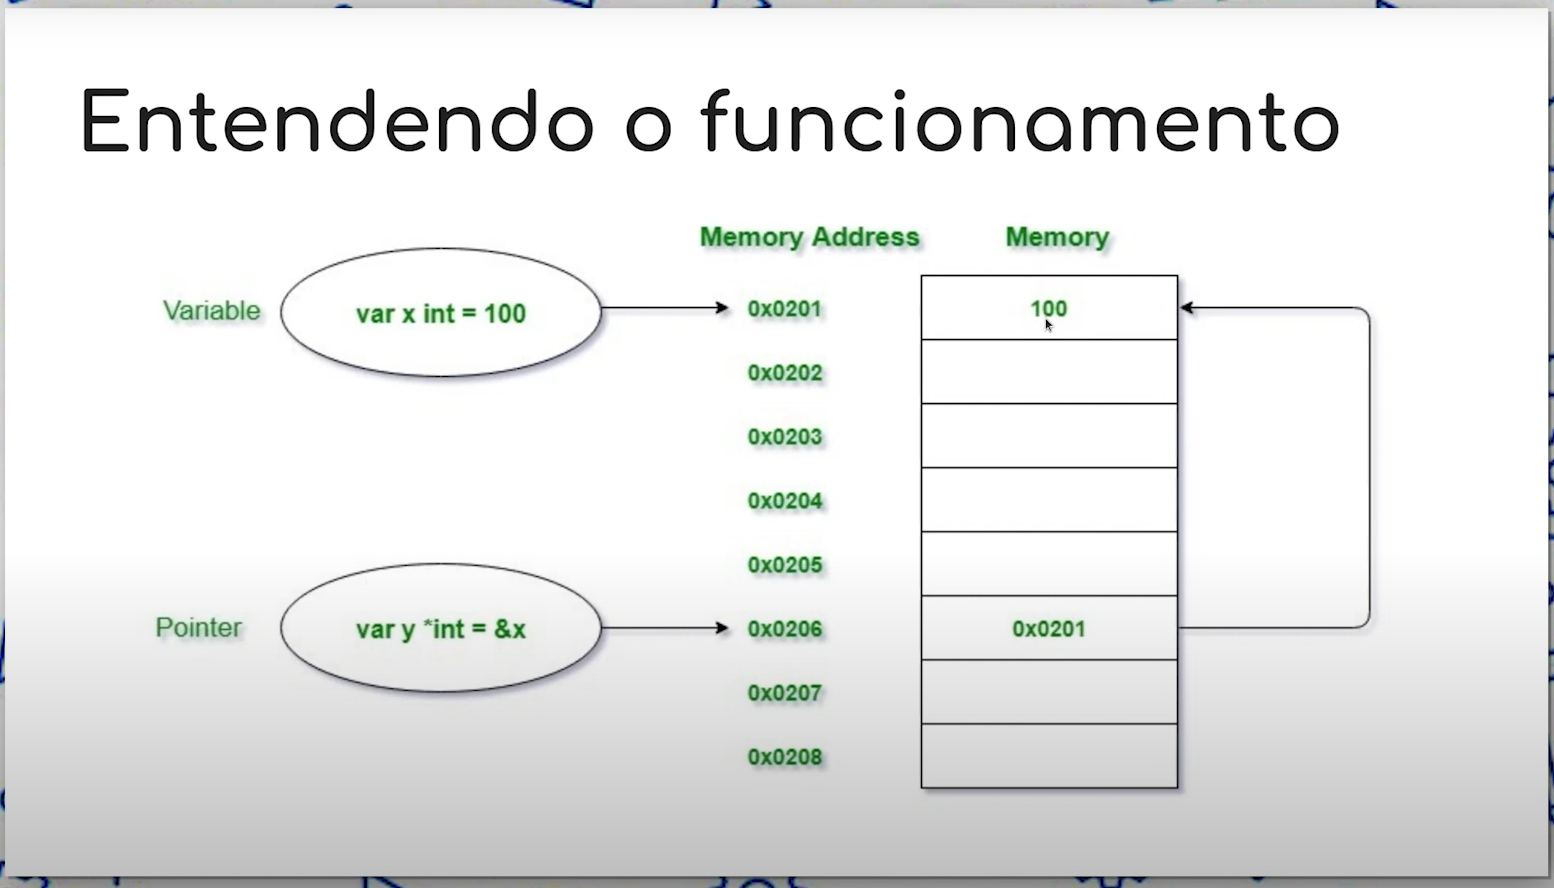 Entendendo o funcionamento
Memory Address Memory
Variable var x int = 100 0x0201 100
0x0202
0x0203
0x0204
0x0205
Pointer var y *int = &x 0x0206 0x0201
0x0207
0x0208